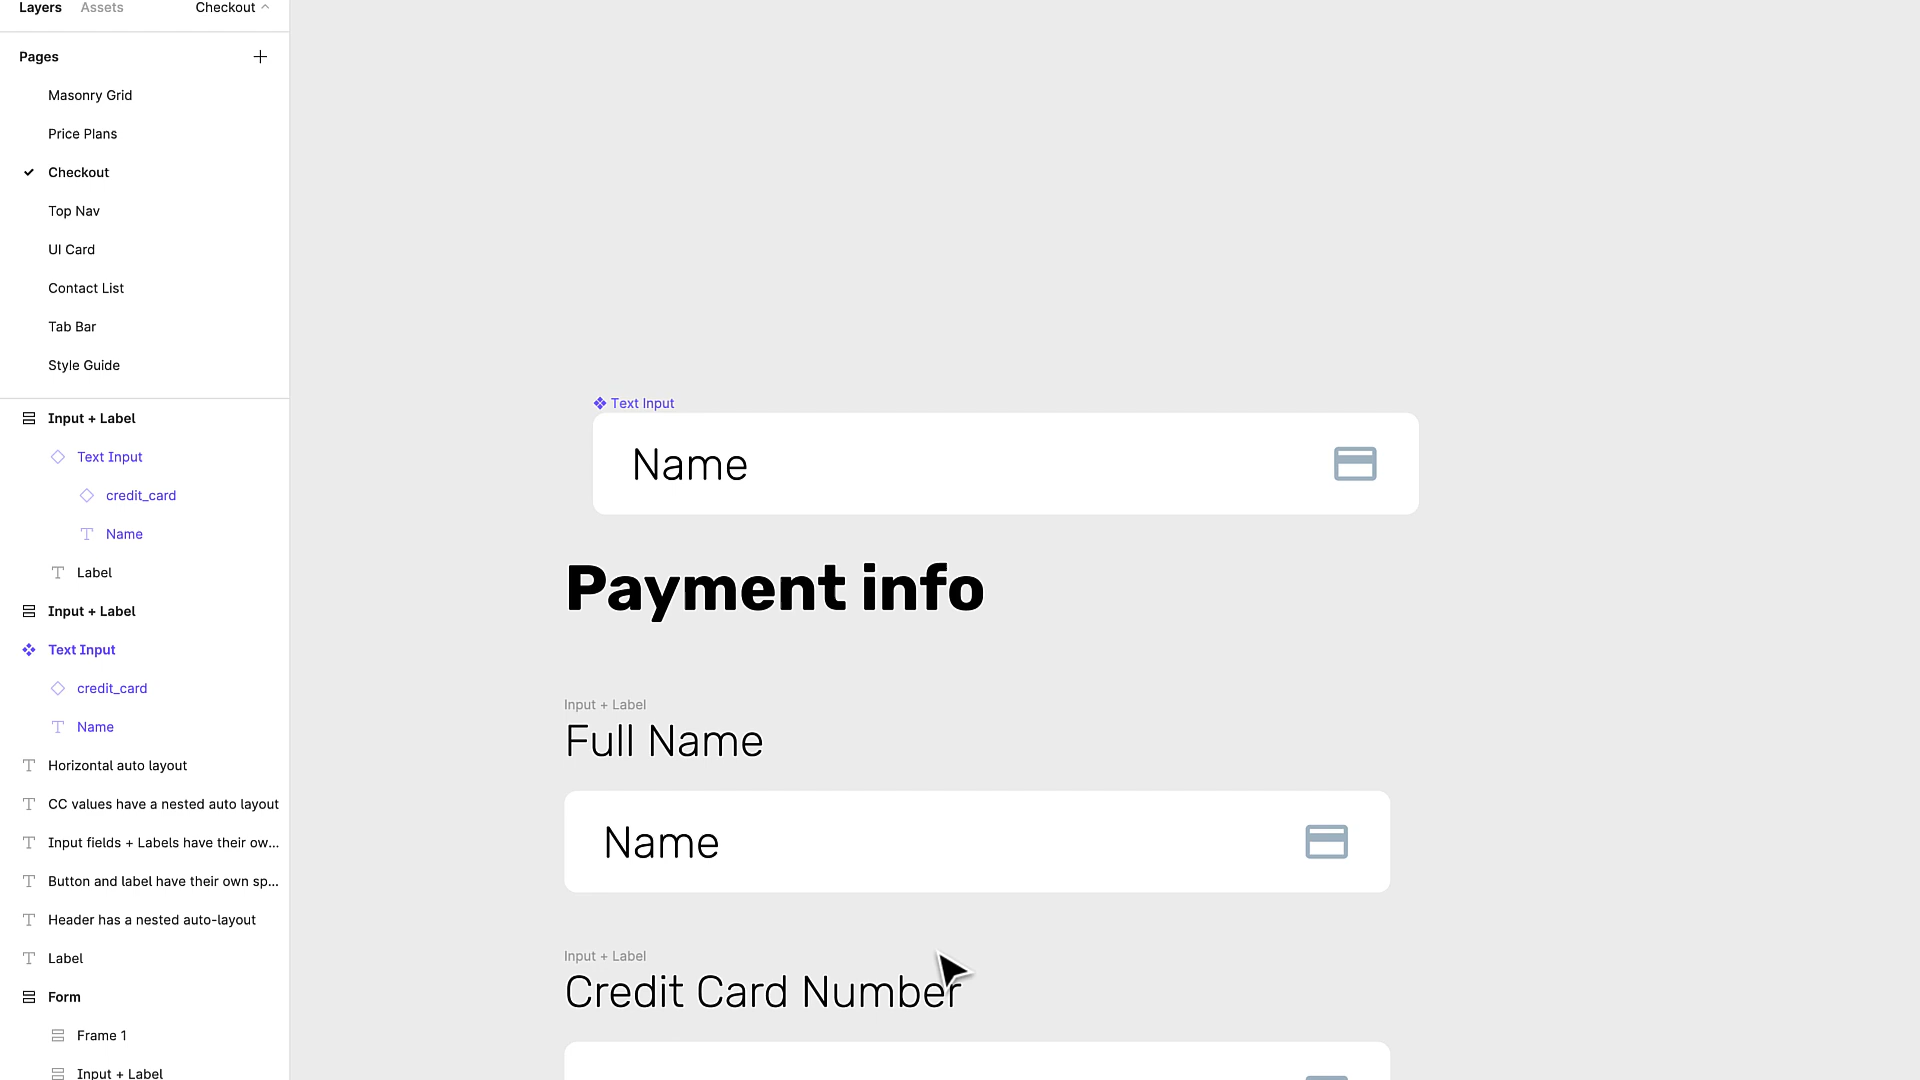 Layers Assets Checkout
Pages
Masonry Grid
Price Plans
Checkout
Top Nav
UI Card
Contact List
Tab Bar
Style Guide
Input + Label
Text Input
credit_card
Name
Label
Input + Label
Text Input
credit_card
Name
Horizontal auto layout
CC values have a nested auto layout
Input fields + Labels have their ow...
Button and label have their own sp...
Header has a nested auto-layout
Label
Form
Frame 1
Input + Label
Text Input
Name
Payment info
Input + Label
Full Name
Name
Input + Label
Credit Card Number